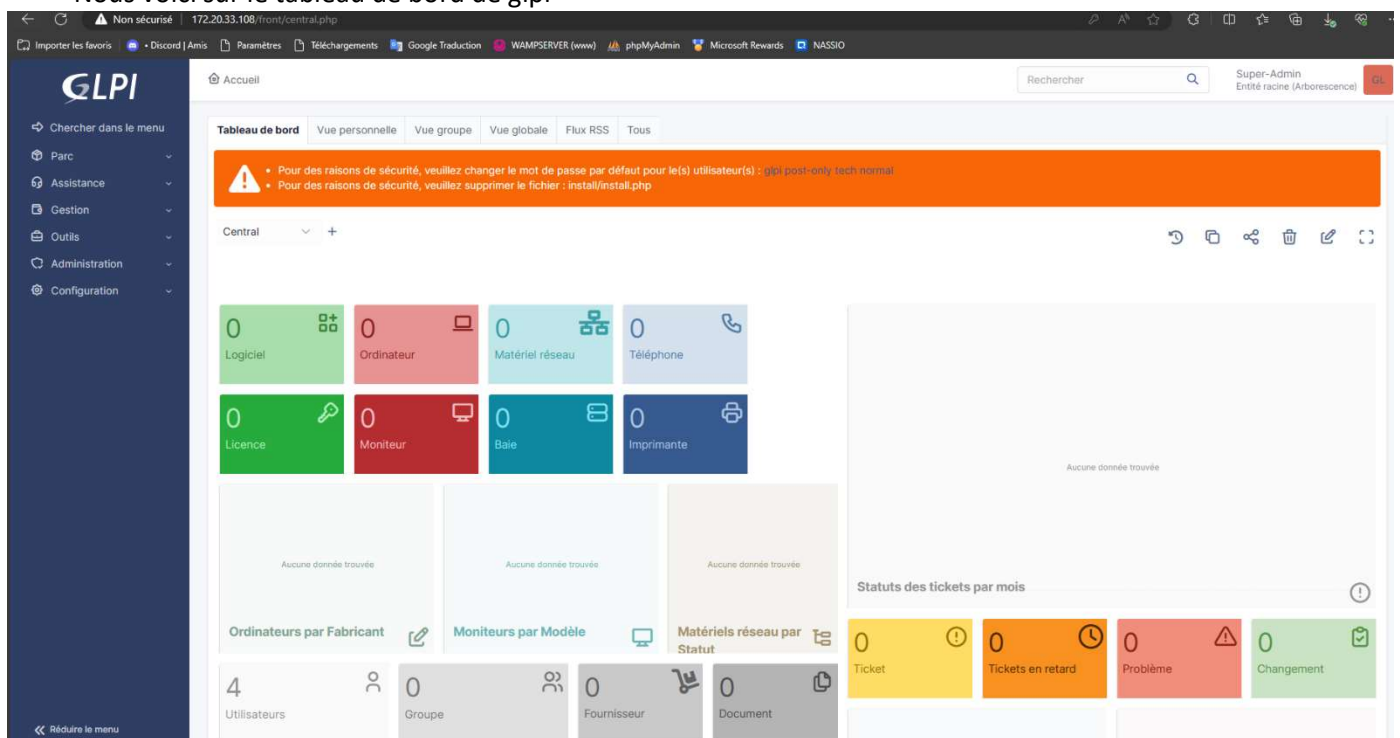 Nous voici sur le tableau de bord de glpi
Non sécurisé | 172.20.33.108/front/central.php
Importer les favoris • Discord | Amis Paramètres Téléchargements Google Traduction WAMPSERVER (www) phpMyAdmin Microsoft Rewards NASSIO
GLPI
Accueil
Rechercher
Super-Admin
Entité racine (Arborescence)
GL
Chercher dans le menu
Parc
Assistance
Gestion
Outils
Administration
Configuration
Réduire le menu
Tableau de bord Vue personnelle Vue groupe Vue globale Flux RSS Tous
• Pour des raisons de sécurité, veuillez changer le mot de passe par défaut pour le(s) utilisateur(s) : glpi post-only tech normal
• Pour des raisons de sécurité, veuillez supprimer le fichier : install/install.php
Central
0
Logiciel
0
Ordinateur
0
Matériel réseau
0
Téléphone
0
Licence
0
Moniteur
0
Baie
0
Imprimante
Aucune donnée trouvée
Statuts des tickets par mois
Aucune donnée trouvée
Ordinateurs par Fabricant
Aucune donnée trouvée
Moniteurs par Modèle
Aucune donnée trouvée
Matériels réseau par
Statut
0
Ticket
0
Tickets en retard
0
Problème
0
Changement
4
Utilisateurs
0
Groupe
0
Fournisseur
0
Document